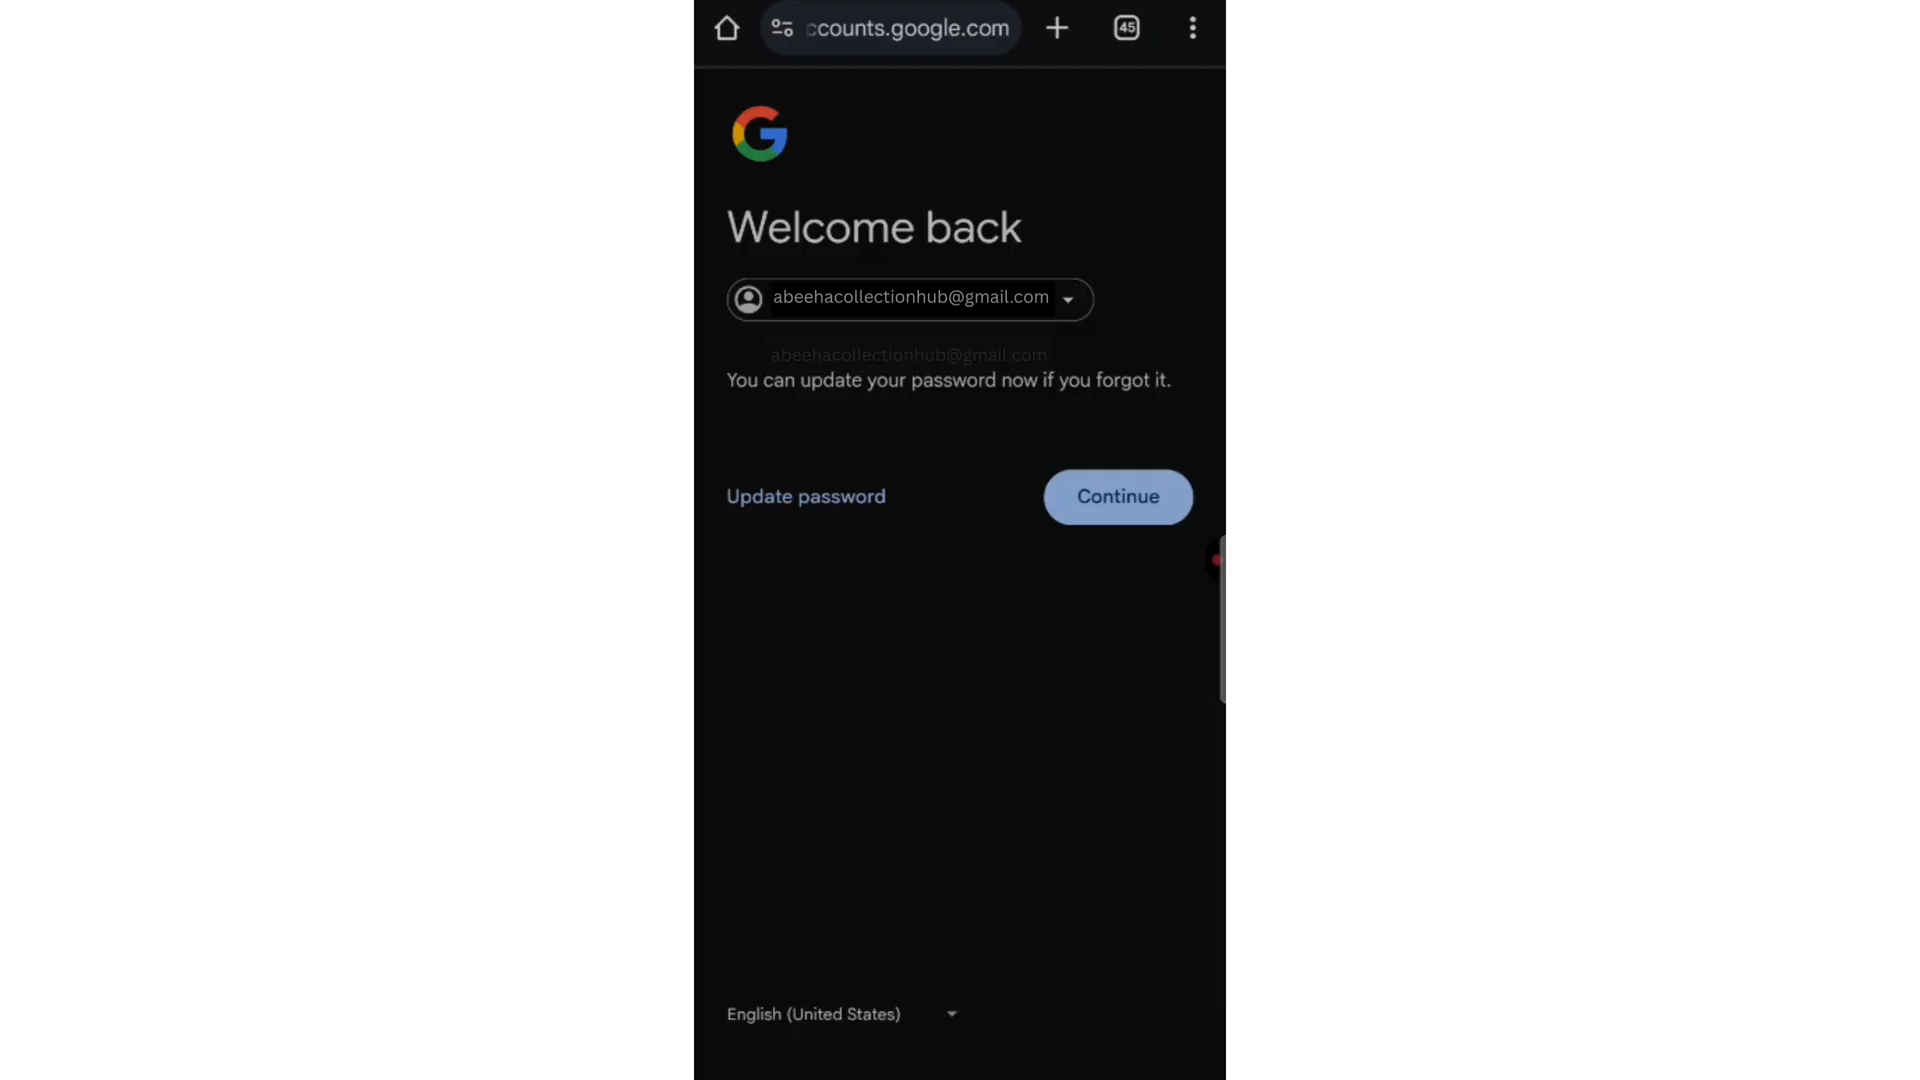 ccounts.google.com
45
Welcome back
abeehacollectionhub@gmail.com
abeehacollectionhub@gmail.com
You can update your password now if you forgot it.
Update password
Continue
English (United States)